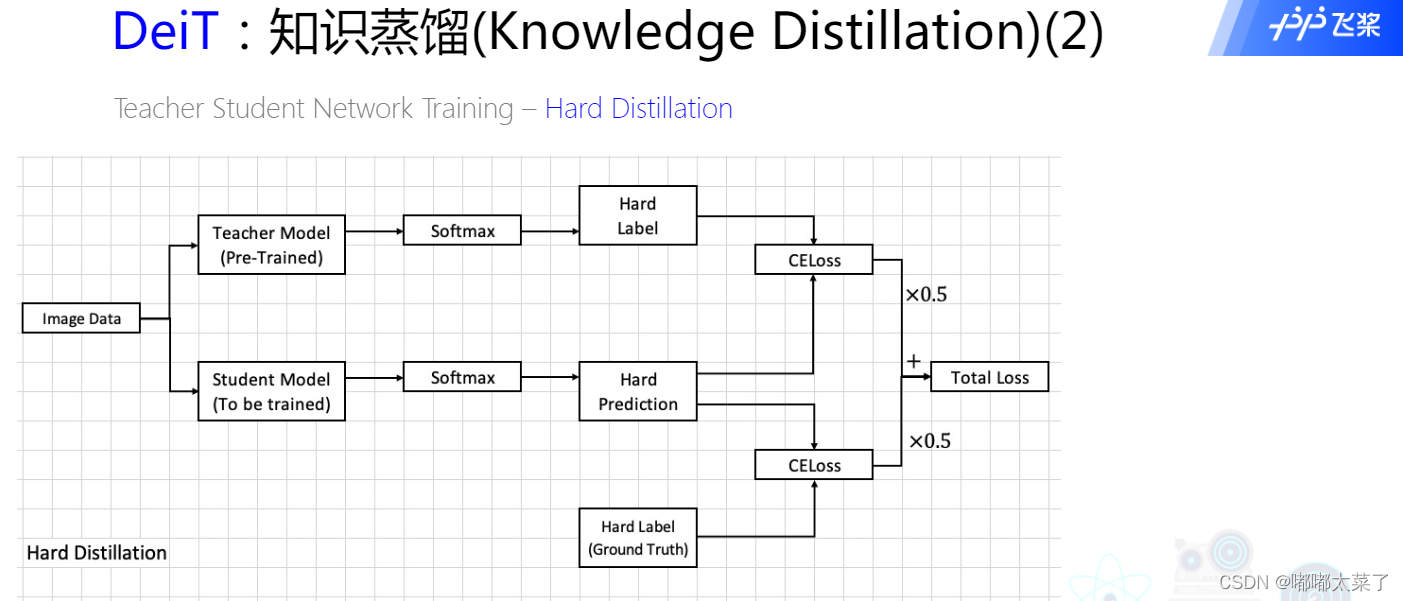 DeiT：知识蒸馏(Knowledge Distillation)(2)
飞桨
Teacher Student Network Training – Hard Distillation
Hard
Label
Teacher Model
(Pre-Trained)
Softmax
CELoss
×0.5
Image Data
Student Model
(To be trained)
Softmax
Hard
Prediction
+
Total Loss
×0.5
CELoss
Hard Label
(Ground Truth)
Hard Distillation
CSDN @嘟嘟太菜了